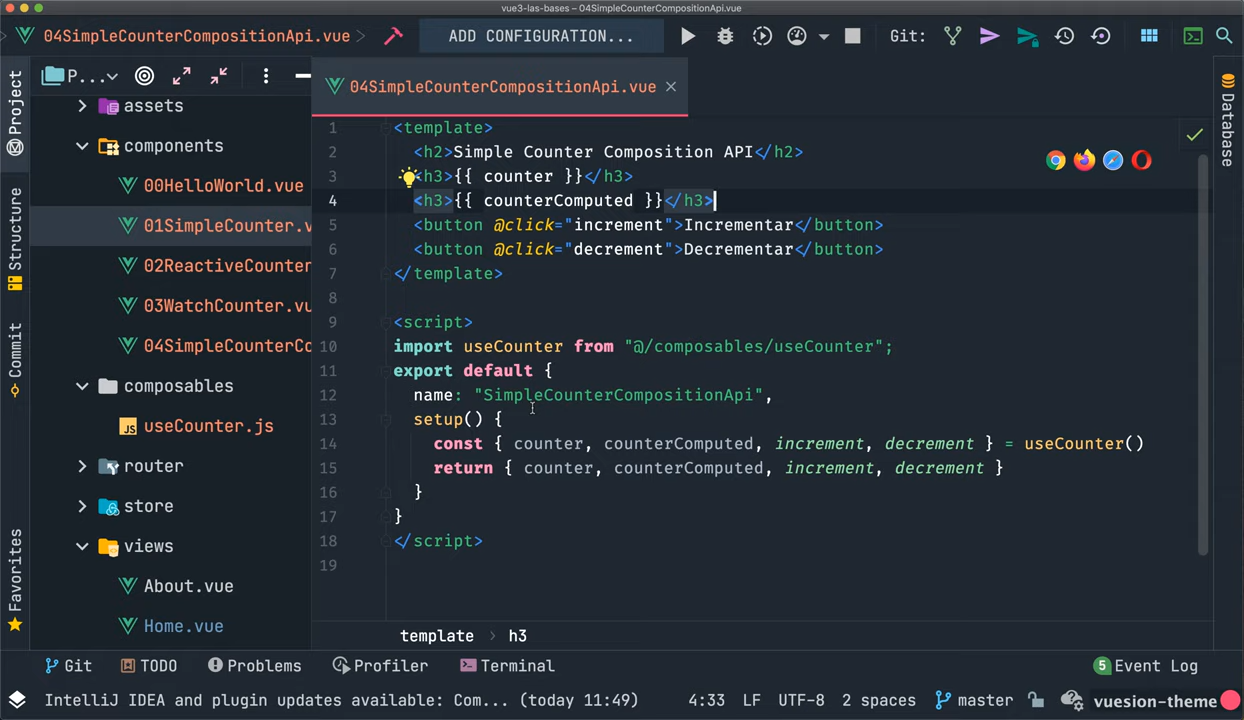 vue3-las-bases – 04SimpleCounterCompositionApi.vue
04SimpleCounterCompositionApi.vue
ADD CONFIGURATION...
Git:
Project
P...
04SimpleCounterCompositionApi.vue
Database
Structure
Commit
Favorites
assets
components
00HelloWorld.vue
01SimpleCounter.v
02ReactiveCounter
03WatchCounter.vu
04SimpleCounterCo
composables
useCounter.js
router
store
views
About.vue
Home.vue
1 <template>
2 <h2>Simple Counter Composition API</h2>
3 <h3>{{ counter }}</h3>
4 <h3>{{ counterComputed }}</h3>
5 <button @click="increment">Incrementar</button>
6 <button @click="decrement">Decrementar</button>
7 </template>
8
9 <script>
10 import useCounter from "@/composables/useCounter";
11 export default {
12 name: "SimpleCounterCompositionApi",
13 setup() {
14 const { counter, counterComputed, increment, decrement } = useCounter()
15 return { counter, counterComputed, increment, decrement }
16 }
17 }
18 </script>
19
template > h3
Git TODO Problems Profiler Terminal 5 Event Log
IntelliJ IDEA and plugin updates available: Com... (today 11:49) 4:33 LF UTF-8 2 spaces master vuesion-theme